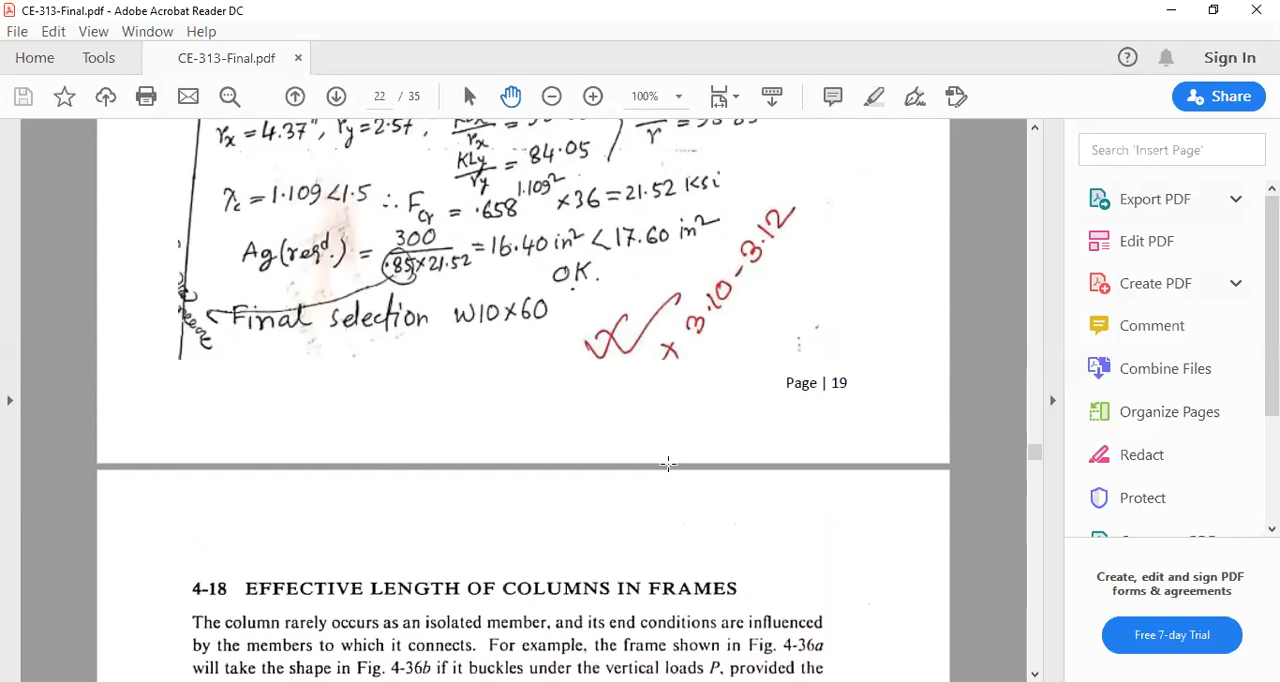 CE-313-Final.pdf - Adobe Acrobat Reader DC
File Edit View Window Help
Home Tools CE-313-Final.pdf × Sign In
22 / 35 100% Share
rx = 4.37", ry = 2.57,
KLy/ry = 84.05
λc = 1.109 < 1.5 ∴ Fcr = .658^1.109² × 36 = 21.52 Ksi
Ag (reqd.) = 300/.85×21.52 = 16.40 in² < 17.60 in²
OK.
Final selection W10×60
× 3.10 - 3.12
Page | 19
4-18 EFFECTIVE LENGTH OF COLUMNS IN FRAMES
The column rarely occurs as an isolated member, and its end conditions are influenced
by the members to which it connects. For example, the frame shown in Fig. 4-36a
will take the shape in Fig. 4-36b if it buckles under the vertical loads P, provided the
Search 'Insert Page'
Export PDF
Edit PDF
Create PDF
Comment
Combine Files
Organize Pages
Redact
Protect
Create, edit and sign PDF
forms & agreements
Free 7-day Trial